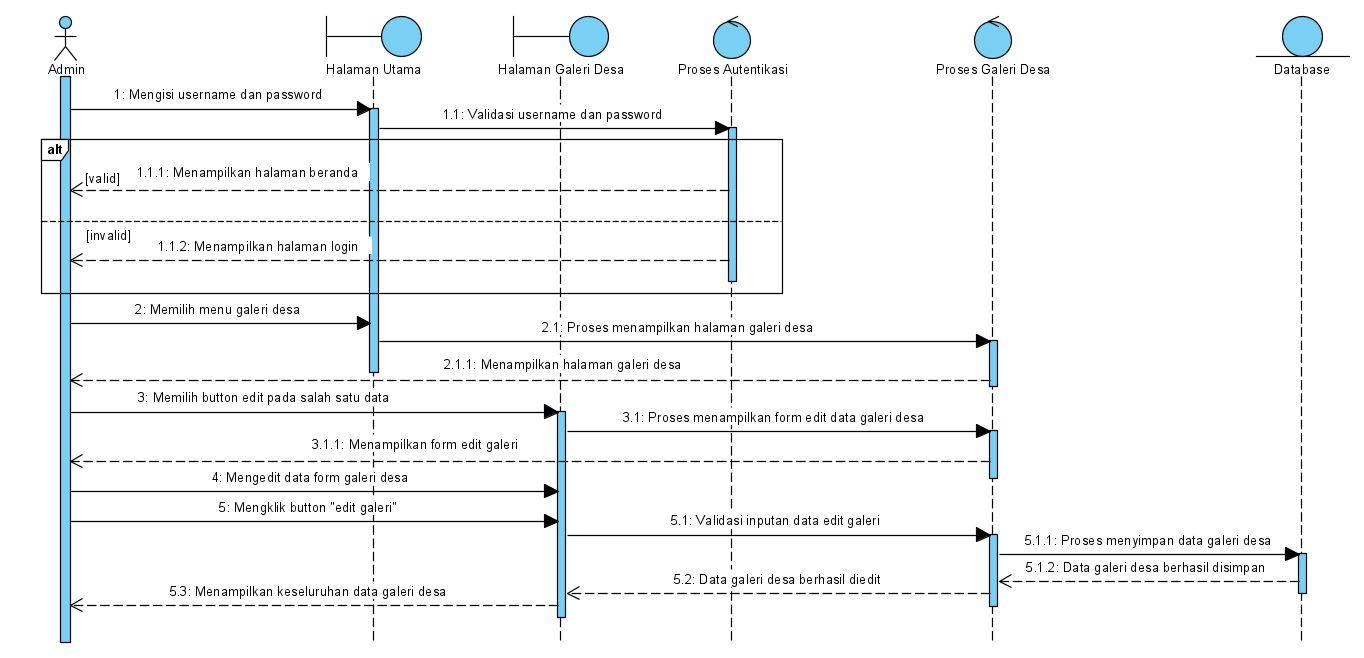 Admin
Halaman Utama
Halaman Galeri Desa
Proses Autentikasi
Proses Galeri Desa
Database
1: Mengisi username dan password
1.1: Validasi username dan password
alt
[valid]
1.1.1: Menampilkan halaman beranda
[invalid]
1.1.2: Menampilkan halaman login
2: Memilih menu galeri desa
2.1: Proses menampilkan halaman galeri desa
2.1.1: Menampilkan halaman galeri desa
3: Memilih button edit pada salah satu data
3.1: Proses menampilkan form edit data galeri desa
3.1.1: Menampilkan form edit galeri
4: Mengedit data form galeri desa
5: Mengklik button "edit galeri"
5.1: Validasi inputan data edit galeri
5.1.1: Proses menyimpan data galeri desa
5.1.2: Data galeri desa berhasil disimpan
5.2: Data galeri desa berhasil diedit
5.3: Menampilkan keseluruhan data galeri desa